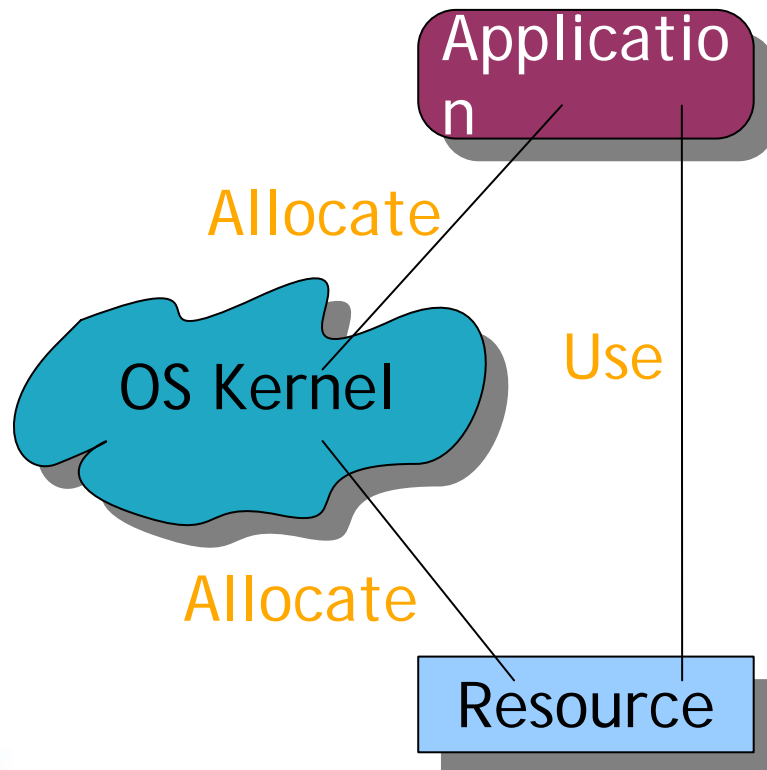 Applicatio
n
Allocate
OS Kernel
Use
Allocate
Resource